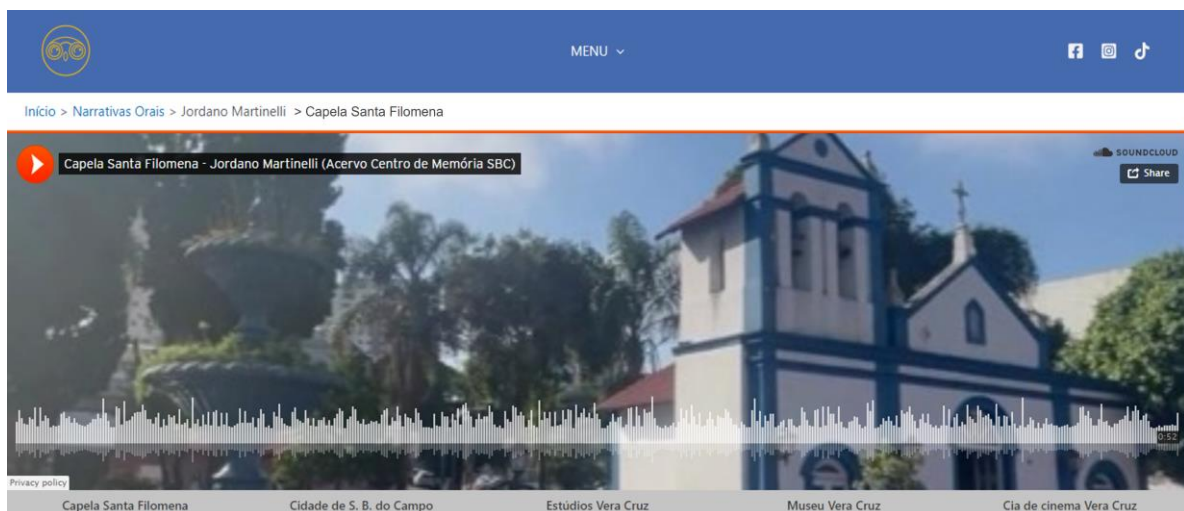 MENU
Início > Narrativas Orais > Jordano Martinelli > Capela Santa Filomena
Capela Santa Filomena - Jordano Martinelli (Acervo Centro de Memória SBC)
SOUNDCLOUD
Share
0:52
Privacy policy
Capela Santa Filomena Cidade de S. B. do Campo Estúdios Vera Cruz Museu Vera Cruz Cia de cinema Vera Cruz